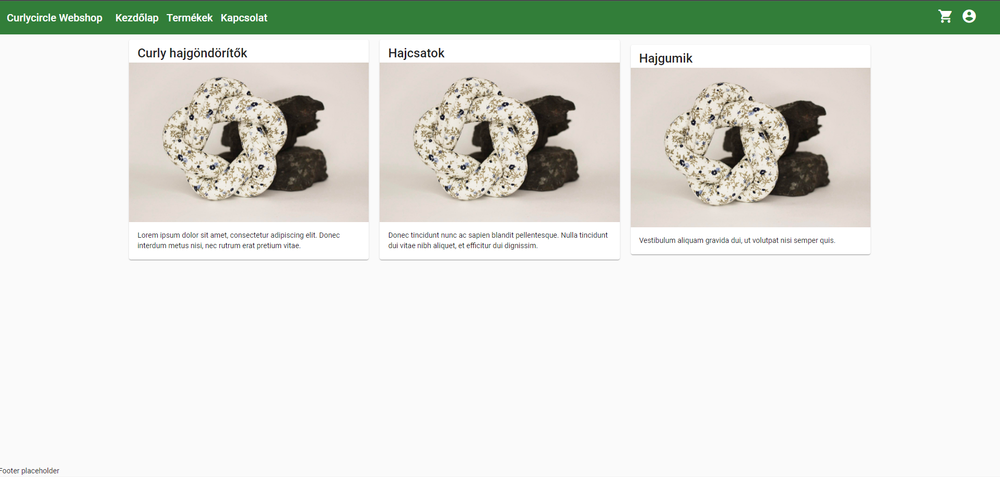 Curlycircle Webshop Kezdőlap Termékek Kapcsolat
Curly hajgöndörítők
Lorem ipsum dolor sit amet, consectetur adipiscing elit. Donec
interdum metus nisi, nec rutrum erat pretium vitae.
Hajcsatok
Donec tincidunt nunc ac sapien blandit pellentesque. Nulla tincidunt
dui vitae nibh aliquet, et efficitur dui dignissim.
Hajgumik
Vestibulum aliquam gravida dui, ut volutpat nisi semper quis.
Footer placeholder